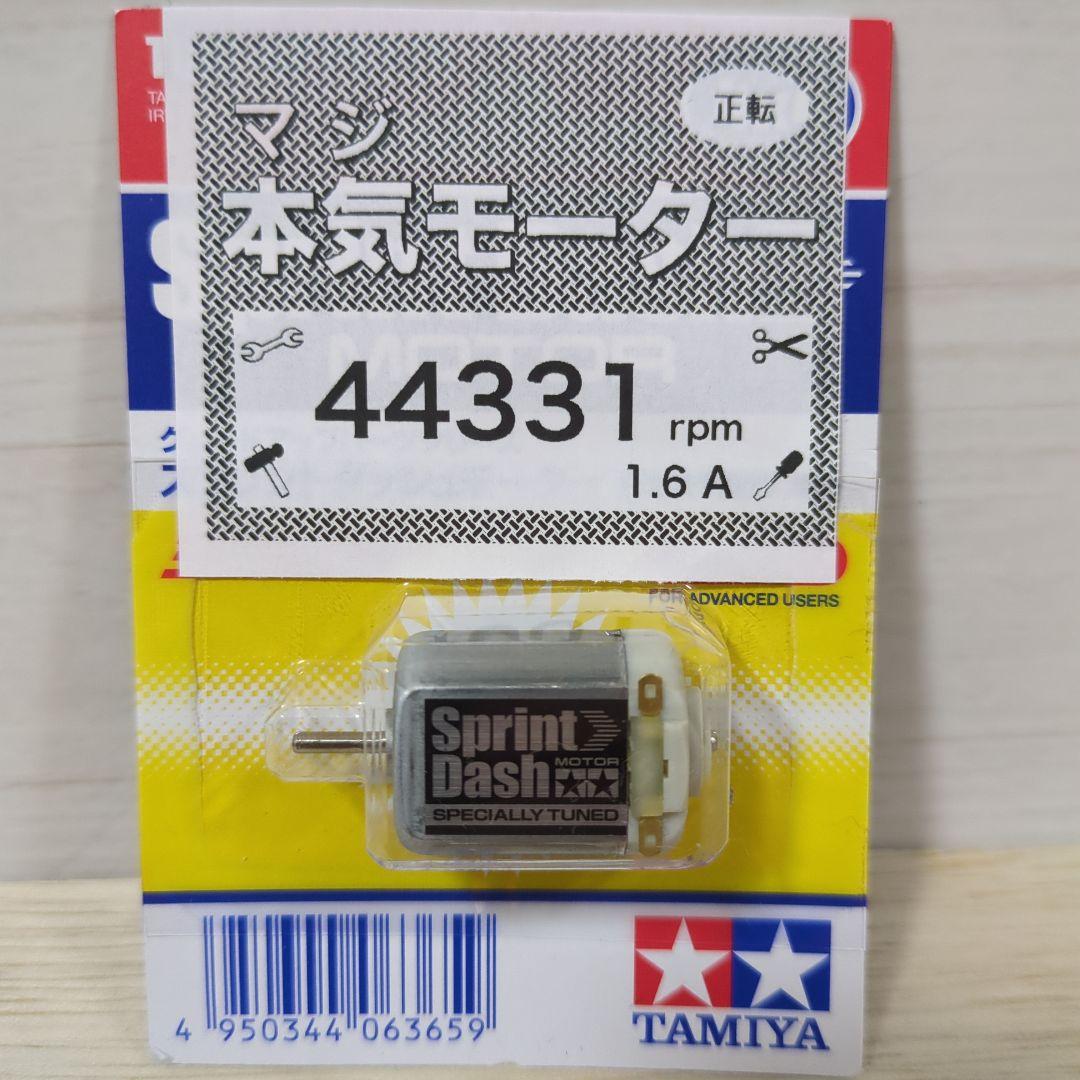 正転
マジ
本気モーター
MOTOR
44331 rpm
1.6 A
FOR ADVANCED USERS
Sprint
Dash MOTOR
SPECIALLY TUNED
4 950344 063659
TAMIYA